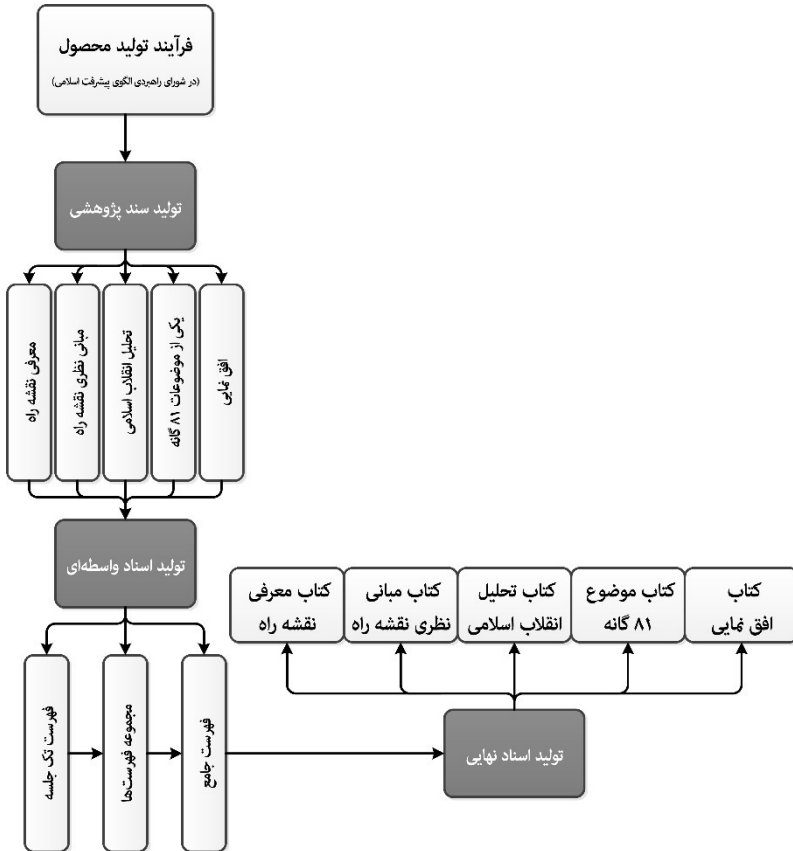 فرآیند تولید محصول
(در شورای راهبردی الگوی پیشرفت اسلامی)
تولید سند پژوهشی
افق نمایی
یکی از موضوعات ۸۱ گانه
تحلیل انقلاب اسلامی
مبانی نظری نقشه راه
معرفی نقشه راه
تولید اسناد واسطه‌ای
فهرست تک جلسه
مجموعه فهرست‌ها
فهرست جامع
تولید اسناد نهایی
کتاب
افق نمایی
کتاب موضوع
۸۱ گانه
کتاب تحلیل
انقلاب اسلامی
کتاب مبانی
نظری نقشه راه
کتاب معرفی
نقشه راه